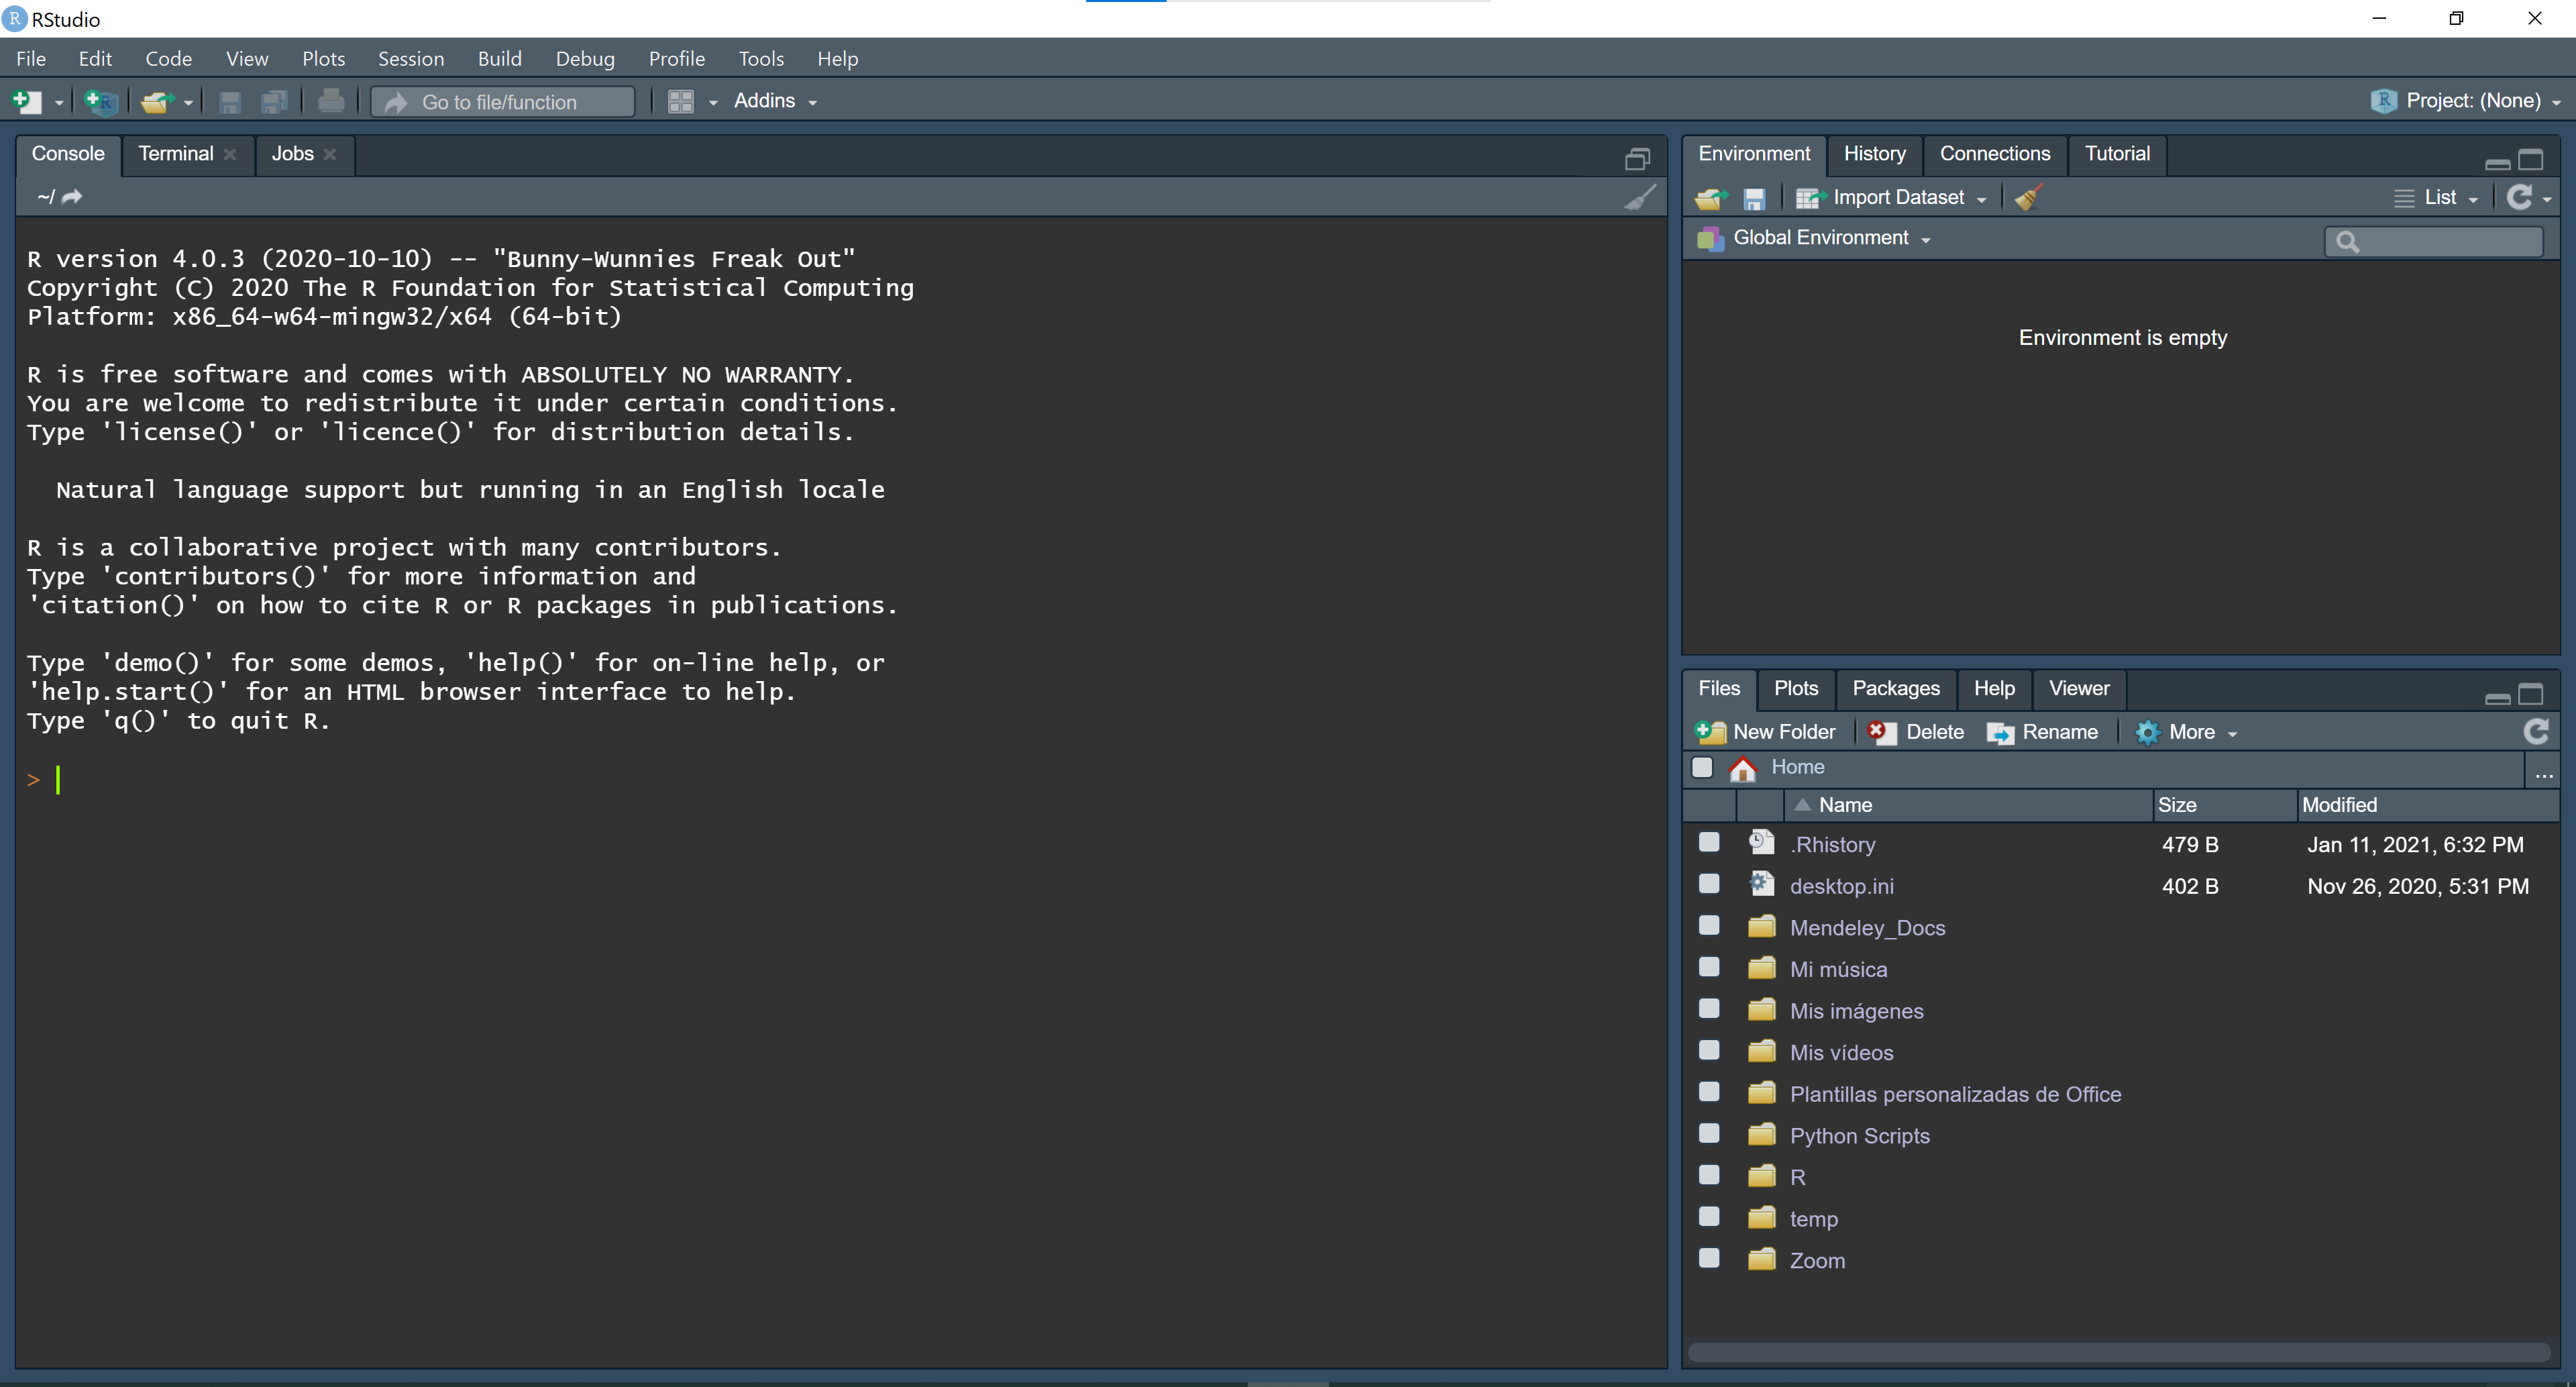 RStudio
File Edit Code View Plots Session Build Debug Profile Tools Help
Go to file/function Addins Project: (None)
Console Terminal Jobs
~/
R version 4.0.3 (2020-10-10) -- "Bunny-Wunnies Freak Out"
Copyright (C) 2020 The R Foundation for Statistical Computing
Platform: x86_64-w64-mingw32/x64 (64-bit)
R is free software and comes with ABSOLUTELY NO WARRANTY.
You are welcome to redistribute it under certain conditions.
Type 'license()' or 'licence()' for distribution details.
Natural language support but running in an English locale
R is a collaborative project with many contributors.
Type 'contributors()' for more information and
'citation()' on how to cite R or R packages in publications.
Type 'demo()' for some demos, 'help()' for on-line help, or
'help.start()' for an HTML browser interface to help.
Type 'q()' to quit R.
>
Environment History Connections Tutorial
Import Dataset List
Global Environment
Environment is empty
Files Plots Packages Help Viewer
New Folder Delete Rename More
Home ...
Name Size Modified
.Rhistory 479 B Jan 11, 2021, 6:32 PM
desktop.ini 402 B Nov 26, 2020, 5:31 PM
Mendeley_Docs
Mi música
Mis imágenes
Mis vídeos
Plantillas personalizadas de Office
Python Scripts
R
temp
Zoom